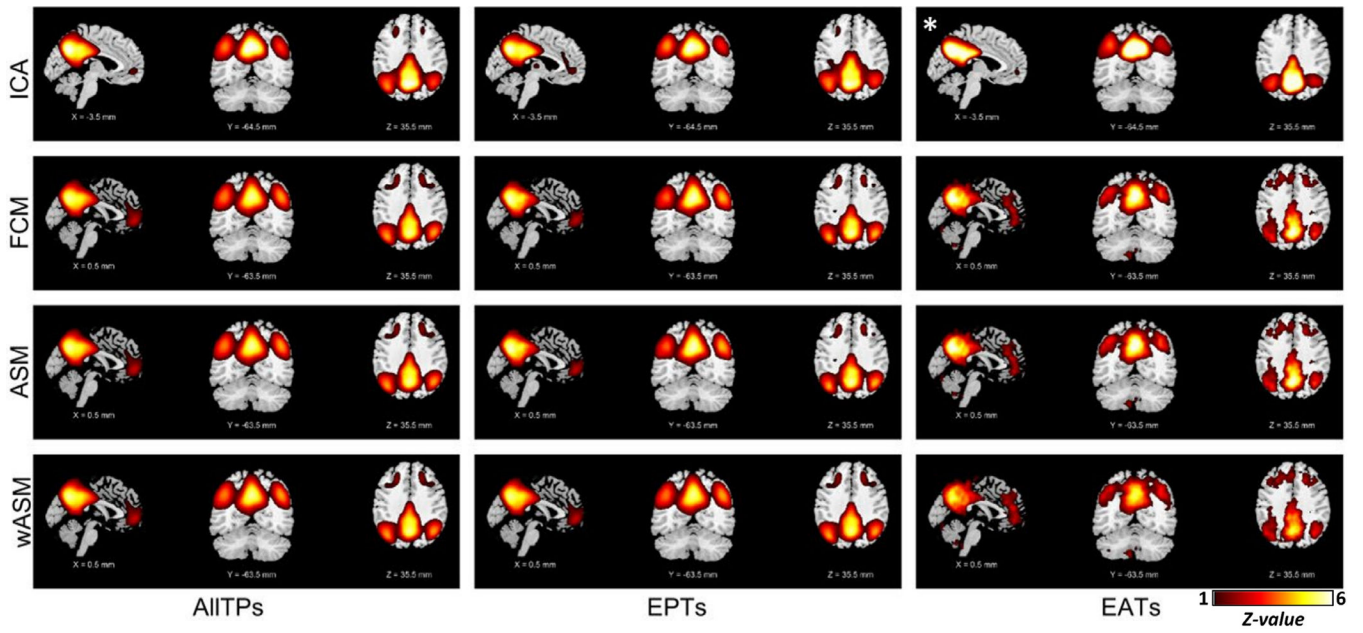 *
ICA
X = -3.5 mm
Y = -64.5 mm
Z = 35.5 mm
X = -3.5 mm
Y = -64.5 mm
Z = 35.5 mm
X = -3.5 mm
Y = -64.5 mm
Z = 35.5 mm
FCM
X = 0.5 mm
Y = -63.5 mm
Z = 35.5 mm
X = 0.5 mm
Y = -63.5 mm
Z = 35.5 mm
X = 0.5 mm
Y = -63.5 mm
Z = 35.5 mm
ASM
X = 0.5 mm
Y = -63.5 mm
Z = 35.5 mm
X = 0.5 mm
Y = -63.5 mm
Z = 35.5 mm
X = 0.5 mm
Y = -63.5 mm
Z = 35.5 mm
wASM
X = 0.5 mm
Y = -63.5 mm
Z = 35.5 mm
X = 0.5 mm
Y = -63.5 mm
Z = 35.5 mm
X = 0.5 mm
Y = -63.5 mm
Z = 35.5 mm
AllTPs
EPTs
EATs
1 6
Z-value